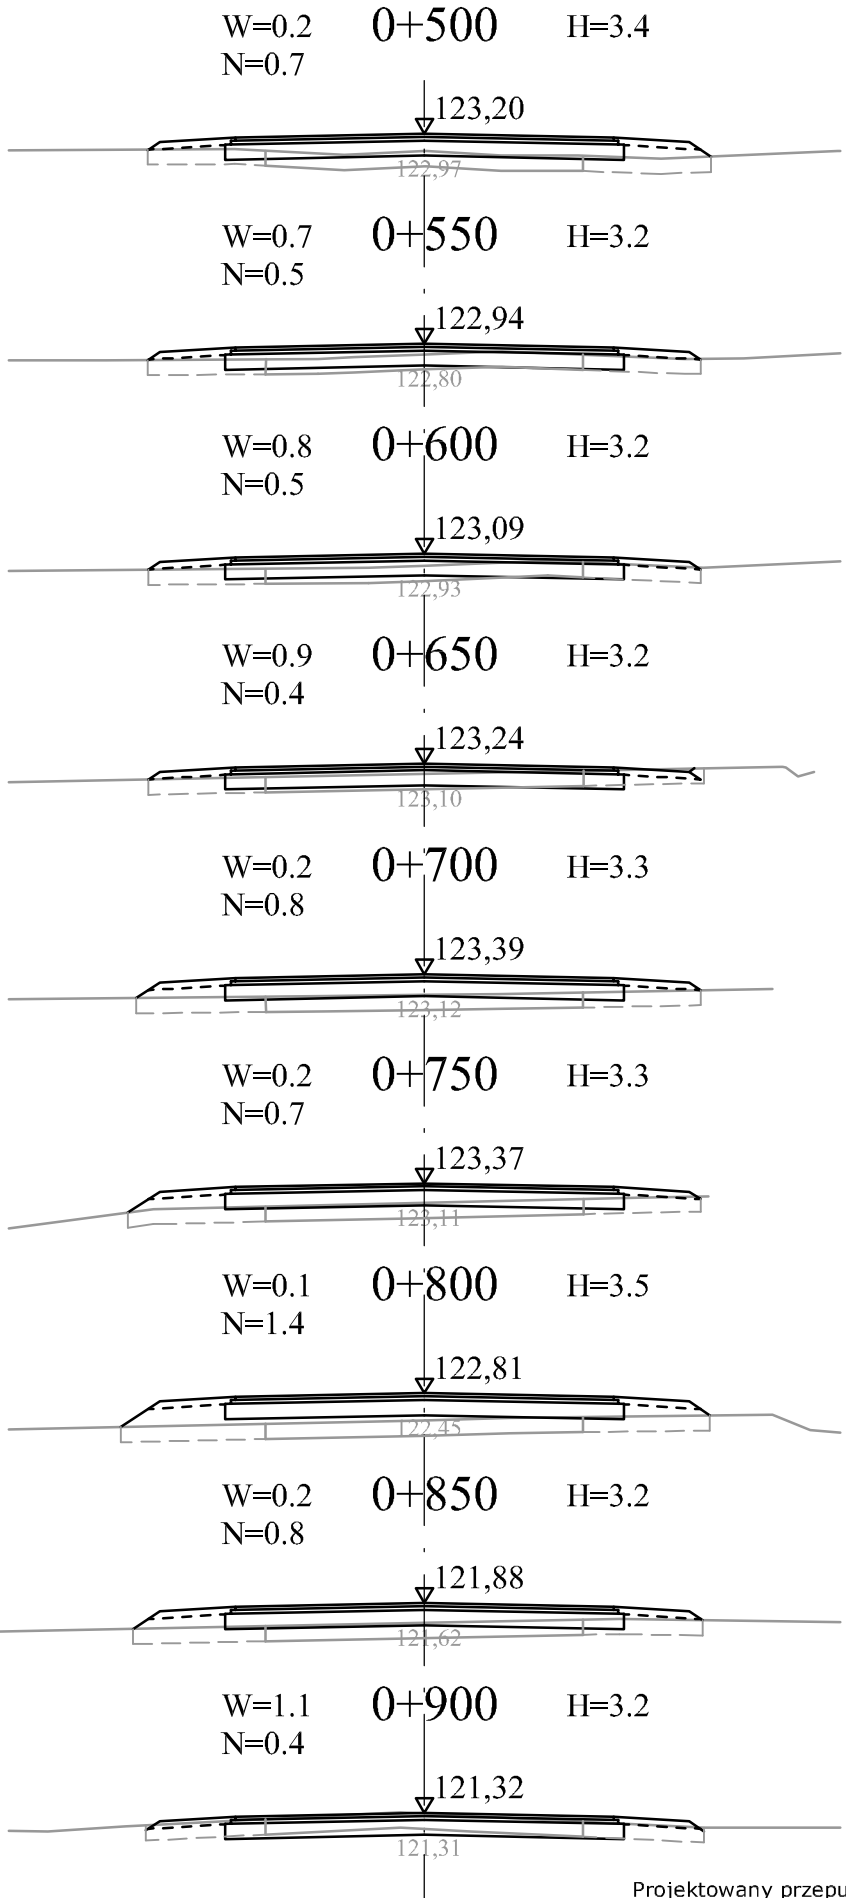 W=0.2 0+500 H=3.4
N=0.7
123,20
122,97
W=0.7 0+550 H=3.2
N=0.5
122,94
122,80
W=0.8 0+600 H=3.2
N=0.5
123,09
122,93
W=0.9 0+650 H=3.2
N=0.4
123,24
123,10
W=0.2 0+700 H=3.3
N=0.8
123,39
123,12
W=0.2 0+750 H=3.3
N=0.7
123,37
123,11
W=0.1 0+800 H=3.5
N=1.4
122,81
122,45
W=0.2 0+850 H=3.2
N=0.8
121,88
121,62
W=1.1 0+900 H=3.2
N=0.4
121,32
121,31
Projektowany przepu